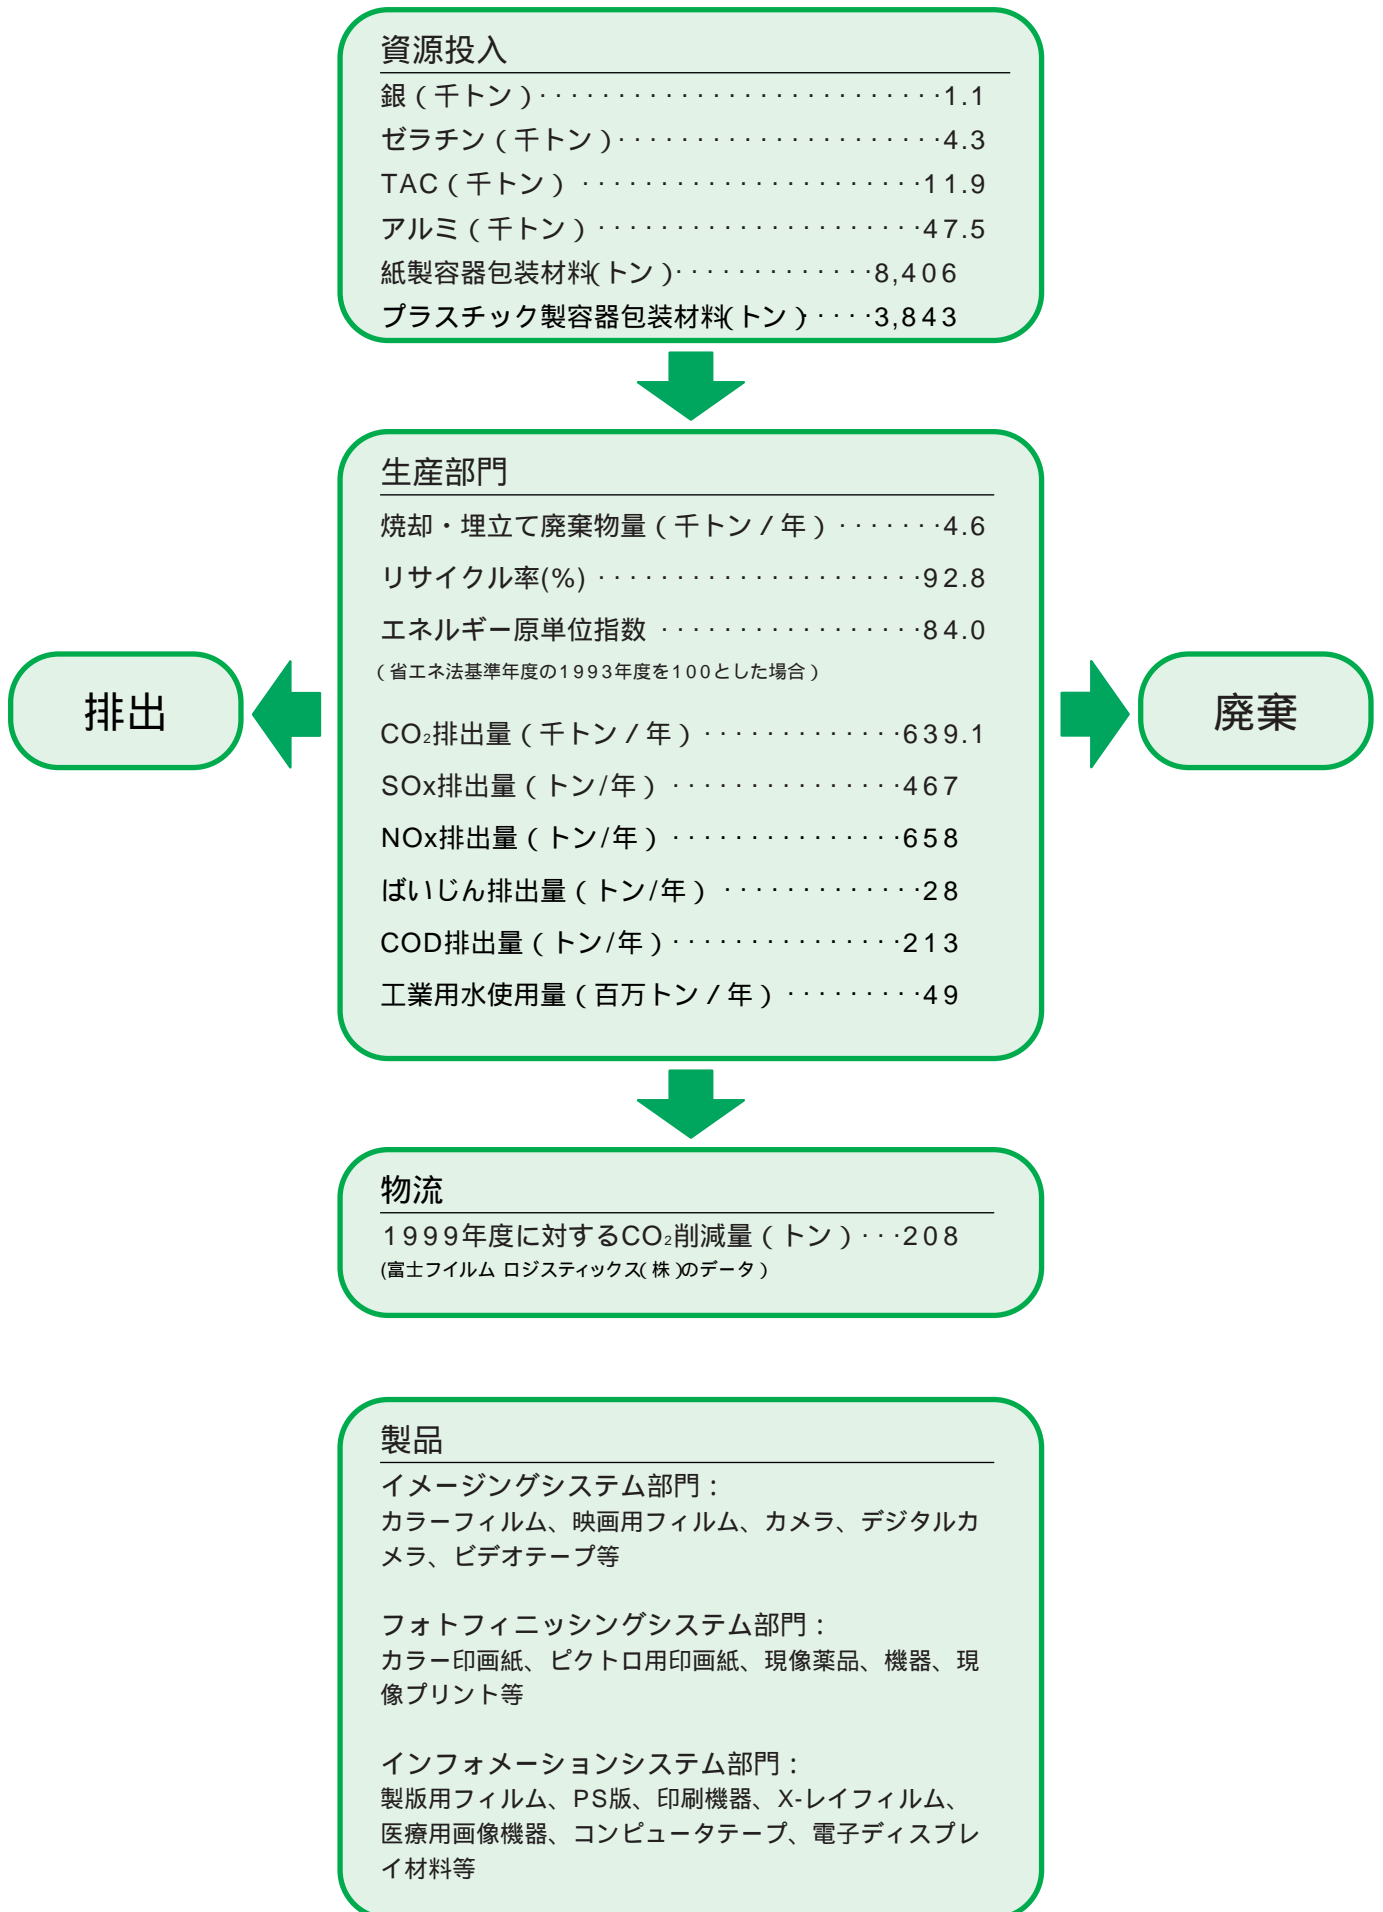 資源投入
銀（千トン）··························1.1
ゼラチン（千トン）·····················4.3
TAC（千トン）······················11.9
アルミ（千トン）·····················47.5
紙製容器包装材料(トン）·············8,406
プラスチック製容器包装材料(トン）····3,843
生産部門
焼却・埋立て廃棄物量（千トン／年）·······4.6
リサイクル率(%)·····················92.8
エネルギー原単位指数·················84.0
（省エネ法基準年度の1993年度を100とした場合）
排出
廃棄
CO₂排出量（千トン／年）·············639.1
SOx排出量（トン/年）···············467
NOx排出量（トン/年）···············658
ばいじん排出量（トン/年）·············28
COD排出量（トン/年）···············213
工業用水使用量（百万トン／年）·········49
物流
1999年度に対するCO₂削減量（トン）···208
(富士フイルム ロジスティックス(株)のデータ）
製品
イメージングシステム部門：
カラーフィルム、映画用フィルム、カメラ、デジタルカ
メラ、ビデオテープ等
フォトフィニッシングシステム部門：
カラー印画紙、ピクトロ用印画紙、現像薬品、機器、現
像プリント等
インフォメーションシステム部門：
製版用フィルム、PS版、印刷機器、X-レイフィルム、
医療用画像機器、コンピュータテープ、電子ディスプレ
イ材料等